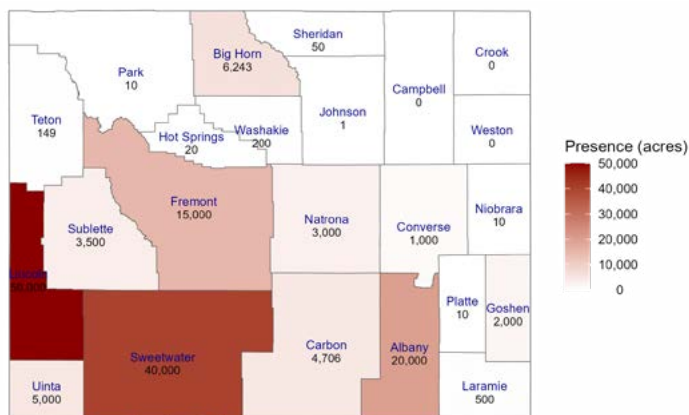 Sheridan
50
Big Horn
6,243
Crook
0
Park
10
Campbell
0
Teton
149
Johnson
1
Hot Springs
20
Washakie
200
Weston
0
Fremont
15,000
Sublette
3,500
Natrona
3,000
Converse
1,000
Niobrara
10
Lincoln
50,000
Platte
10
Goshen
2,000
Sweetwater
40,000
Carbon
4,706
Albany
20,000
Uinta
5,000
Laramie
500
Presence (acres)
50,000
40,000
30,000
20,000
10,000
0